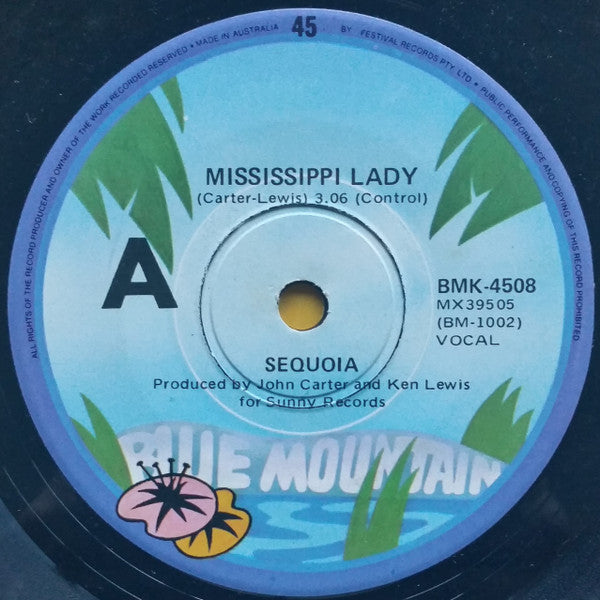 45
ALL RIGHTS OF THE RECORD PRODUCER AND OWNER OF THE WORK RECORDED RESERVED • MADE IN AUSTRALIA BY FESTIVAL RECORDS PTY. LTD. • PUBLIC PERFORMANCE AND COPYING OF THIS RECORD PROHIBITED
MISSISSIPPI LADY
(Carter-Lewis) 3.06 (Control)
A
BMK-4508
MX39505
(BM-1002)
VOCAL
SEQUOIA
Produced by John Carter and Ken Lewis
for Sunny Records
BLUE MOUNTAIN